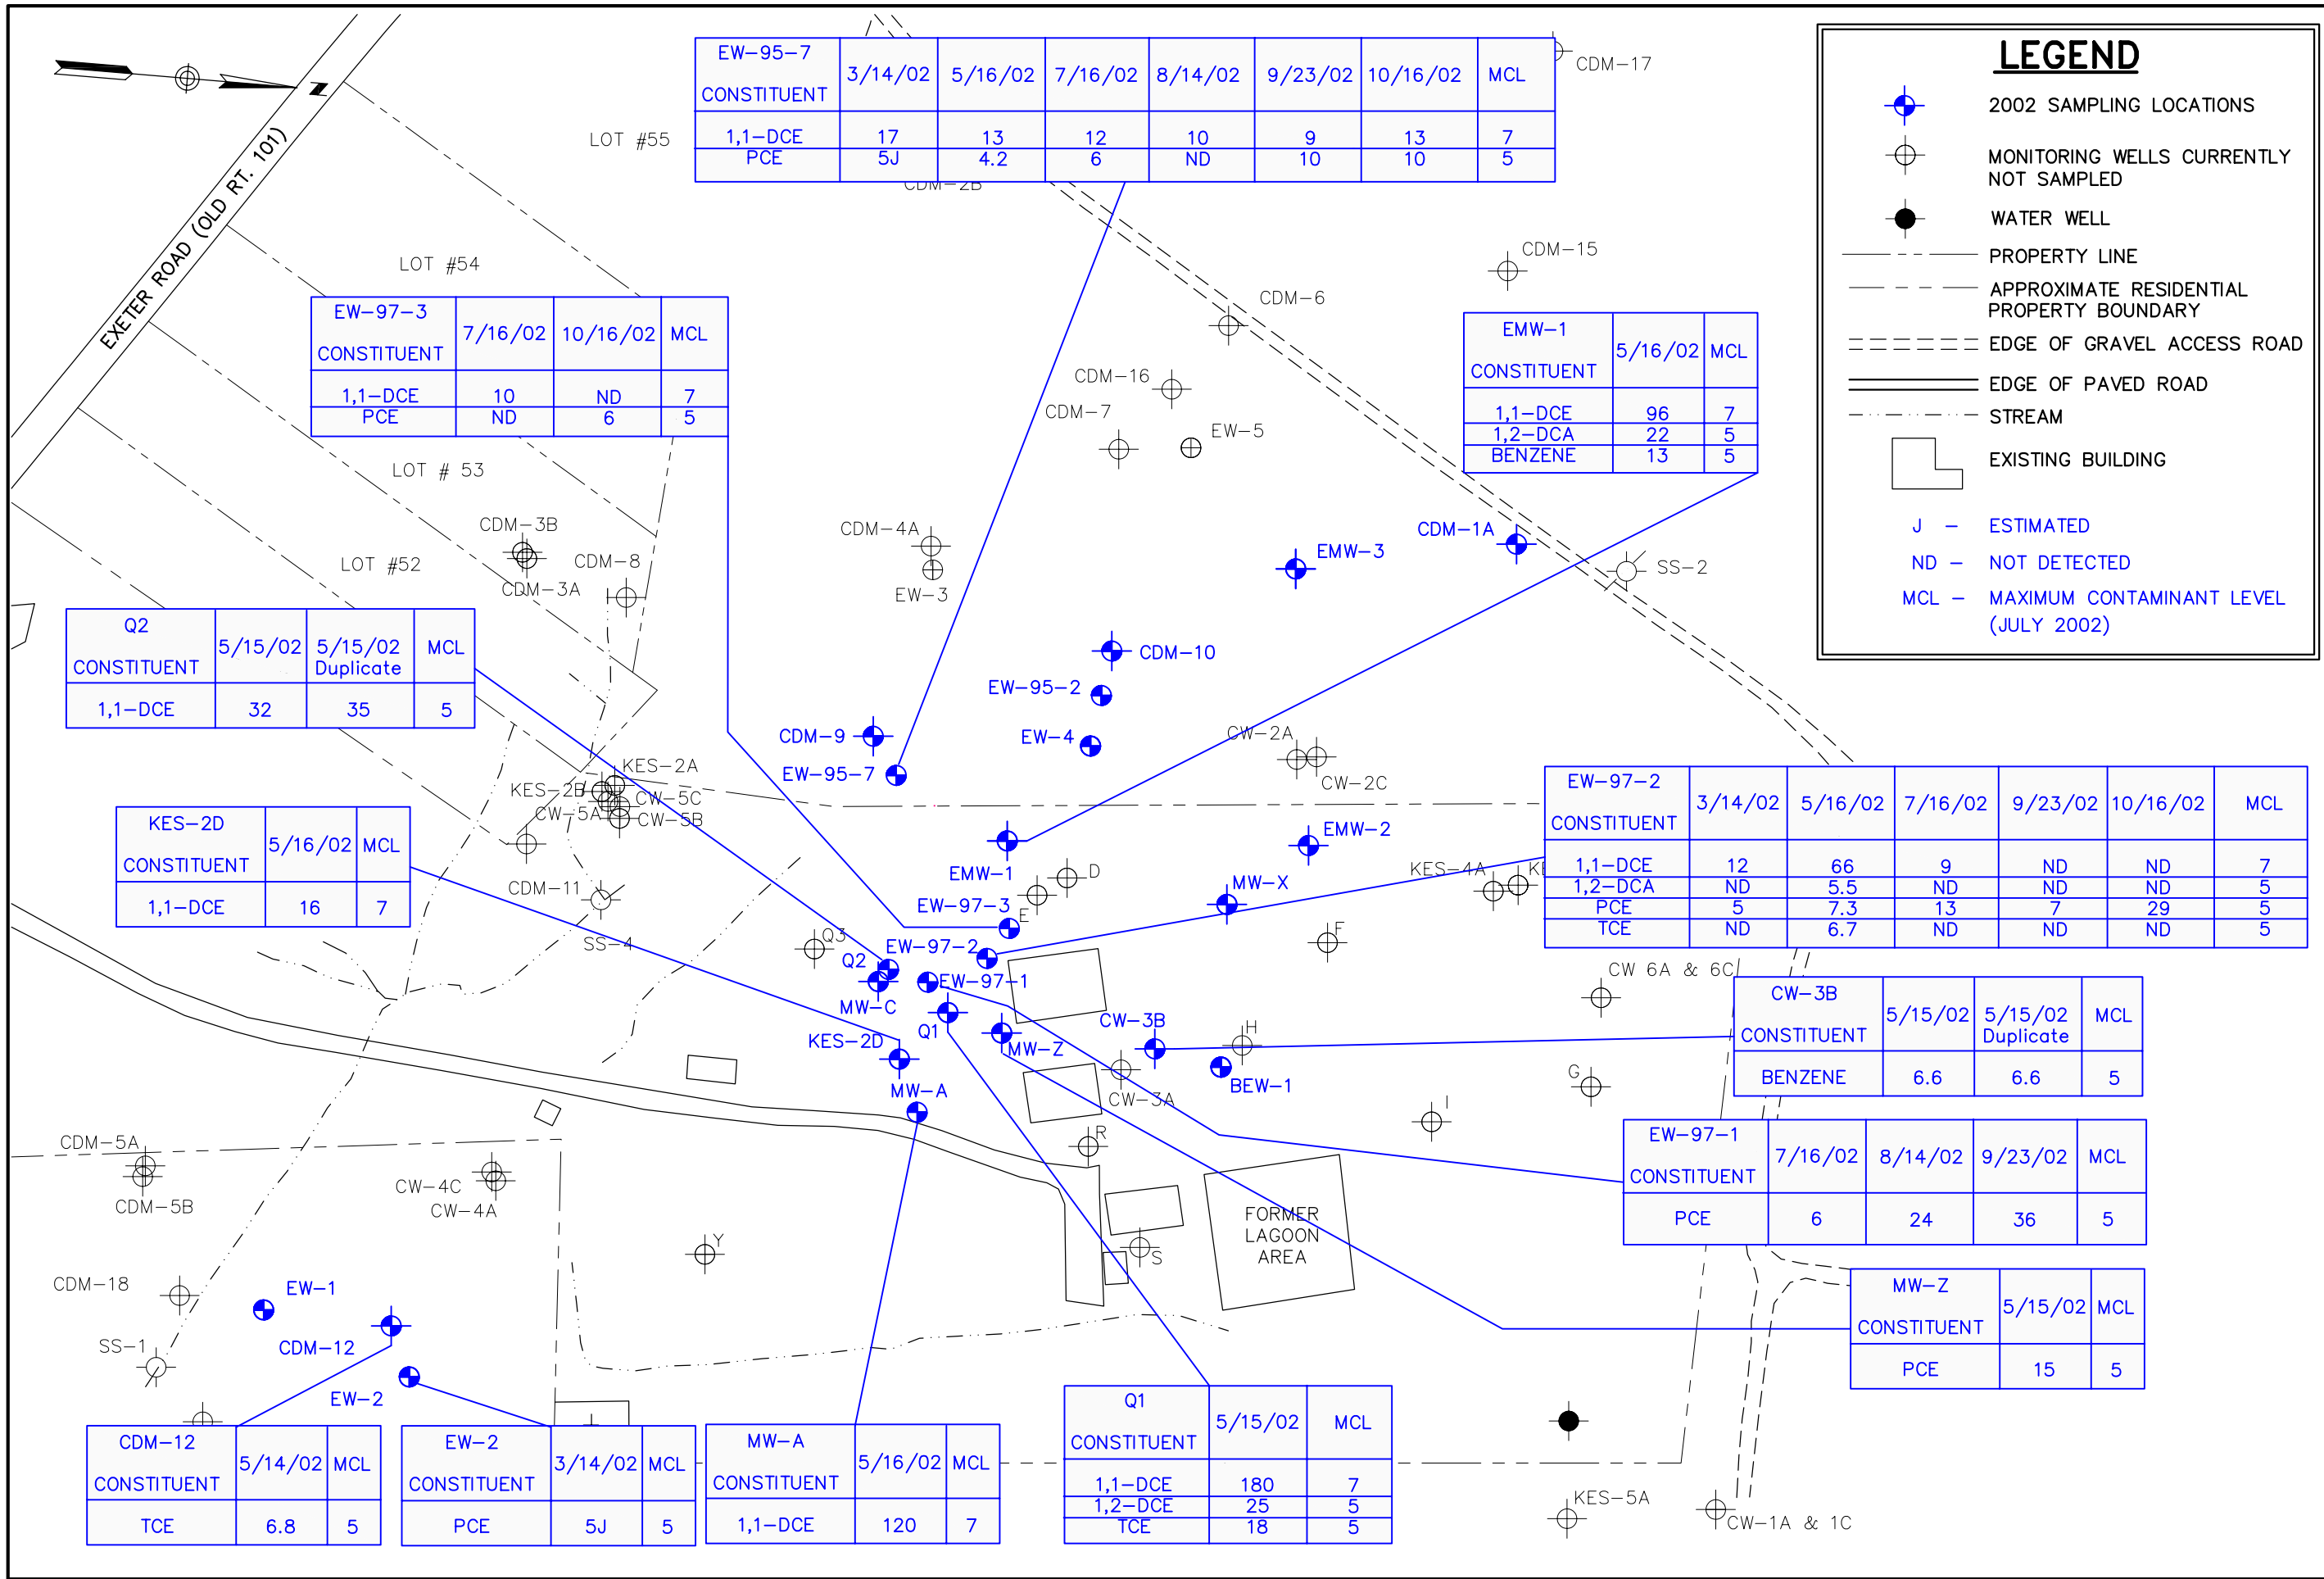 EW-95-7 CONSTITUENT 3/14/02 5/16/02 7/16/02 8/14/02 9/23/02 10/16/02 MCL
1,1-DCE 17 13 12 10 9 13 7
PCE 5J 4.2 6 ND 10 10 5
LEGEND
2002 SAMPLING LOCATIONS
MONITORING WELLS CURRENTLY
NOT SAMPLED
WATER WELL
PROPERTY LINE
APPROXIMATE RESIDENTIAL
PROPERTY BOUNDARY
EDGE OF GRAVEL ACCESS ROAD
EDGE OF PAVED ROAD
STREAM
EXISTING BUILDING
J - ESTIMATED
ND - NOT DETECTED
MCL - MAXIMUM CONTAMINANT LEVEL
(JULY 2002)
N
EXETER ROAD (OLD RT. 101)
LOT #55
LOT #54
LOT # 53
LOT #52
CDM-17
CDM-2B
CDM-15
CDM-6
CDM-16
CDM-7
EW-5
EW-97-3 CONSTITUENT 7/16/02 10/16/02 MCL
1,1-DCE 10 ND 7
PCE ND 6 5
EMW-1 CONSTITUENT 5/16/02 MCL
1,1-DCE 96 7
1,2-DCA 22 5
BENZENE 13 5
CDM-3B
CDM-3A
CDM-8
CDM-4A
EW-3
EMW-3
CDM-1A
SS-2
Q2 CONSTITUENT 5/15/02 5/15/02 Duplicate MCL
1,1-DCE 32 35 5
CDM-10
EW-95-2
EW-4
CDM-9
EW-95-7
CW-2A
CW-2C
KES-2A
KES-2B
CW-5C
CW-5A
CW-5B
KES-2D CONSTITUENT 5/16/02 MCL
1,1-DCE 16 7
CDM-11
SS-4
EMW-1
D
EMW-2
MW-X
KES-4A
EW-97-3
E
F
Q3
EW-97-2 CONSTITUENT 3/14/02 5/16/02 7/16/02 9/23/02 10/16/02 MCL
1,1-DCE 12 66 9 ND ND 7
1,2-DCA ND 5.5 ND ND ND 5
PCE 5 7.3 13 7 29 5
TCE ND 6.7 ND ND ND 5
EW-97-2
Q2
EW-97-1
MW-C
Q1
KES-2D
MW-Z
CW-3B
H
BEW-1
CW-3A
MW-A
R
CW 6A & 6C
G
I
CW-3B CONSTITUENT 5/15/02 5/15/02 Duplicate MCL
BENZENE 6.6 6.6 5
EW-97-1 CONSTITUENT 7/16/02 8/14/02 9/23/02 MCL
PCE 6 24 36 5
CDM-5A
CDM-5B
CW-4C
CW-4A
Y
S
FORMER
LAGOON
AREA
CDM-18
EW-1
SS-1
CDM-12
EW-2
MW-Z CONSTITUENT 5/15/02 MCL
PCE 15 5
CDM-12 CONSTITUENT 5/14/02 MCL
TCE 6.8 5
EW-2 CONSTITUENT 3/14/02 MCL
PCE 5J 5
MW-A CONSTITUENT 5/16/02 MCL
1,1-DCE 120 7
Q1 CONSTITUENT 5/15/02 MCL
1,1-DCE 180 7
1,2-DCE 25 5
TCE 18 5
KES-5A
CW-1A & 1C